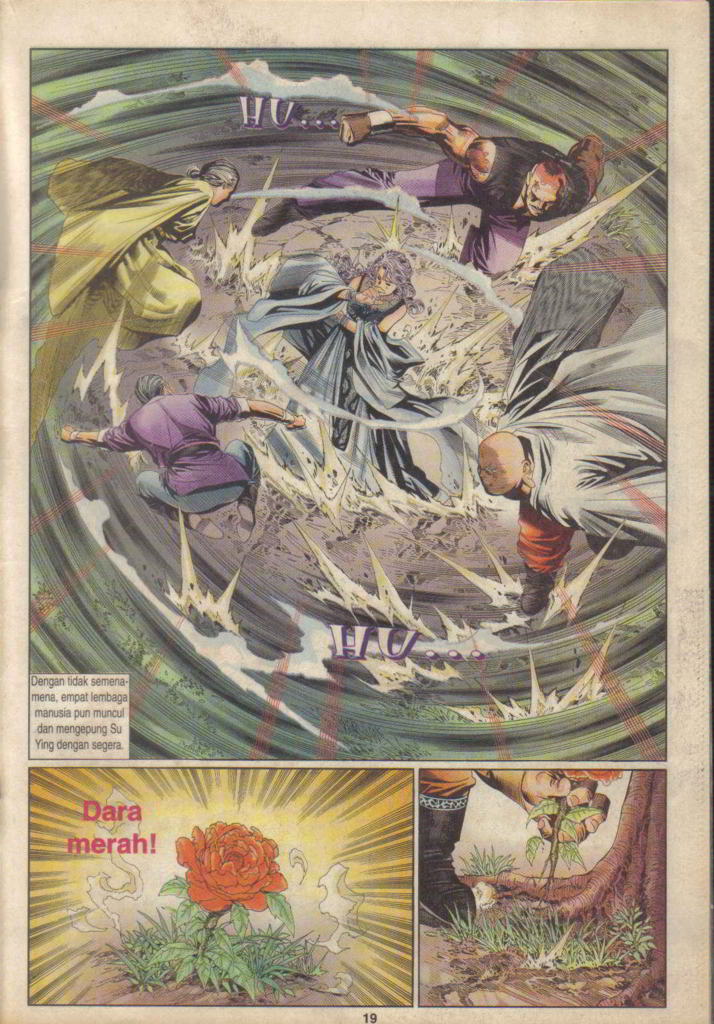 HU...
HU...
Dengan tidak semena-
mena, empat lembaga
manusia pun muncul
dan mengepung Su
Ying dengan segera.
Dara
merah!
19